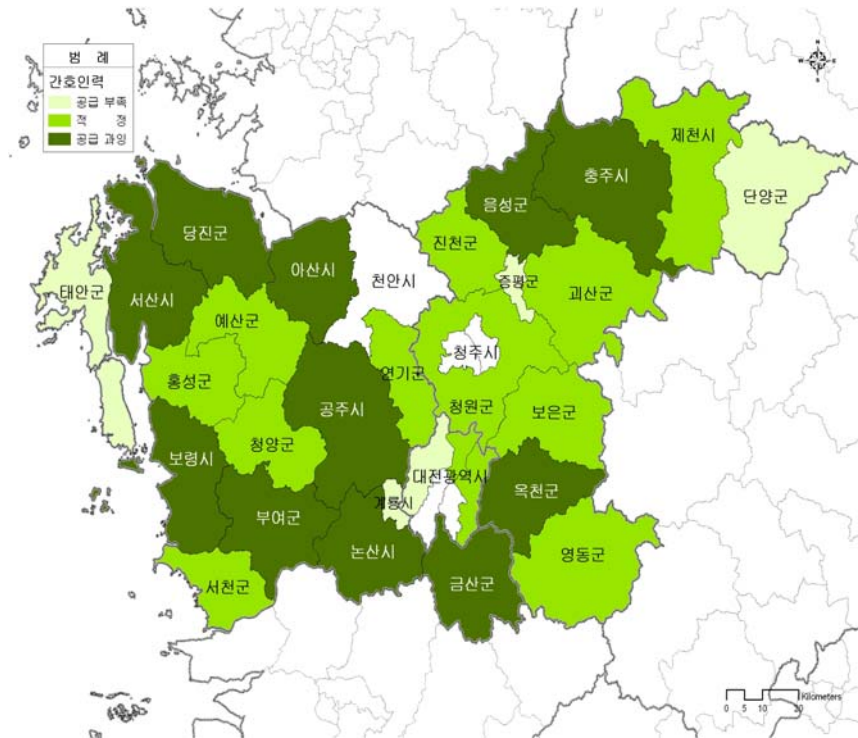 범 례
간호인력
공급 부족
적 정
공급 과잉
N
W
E
S
제천시
단양군
충주시
음성군
진천군
증평군
괴산군
당진군
아산시
천안시
태안군
서산시
예산군
홍성군
연기군
청주시
청원군
보은군
공주시
청양군
보령시
대전광역시
계룡시
옥천군
부여군
논산시
금산군
영동군
서천군
Kilometers
0 5 10 20